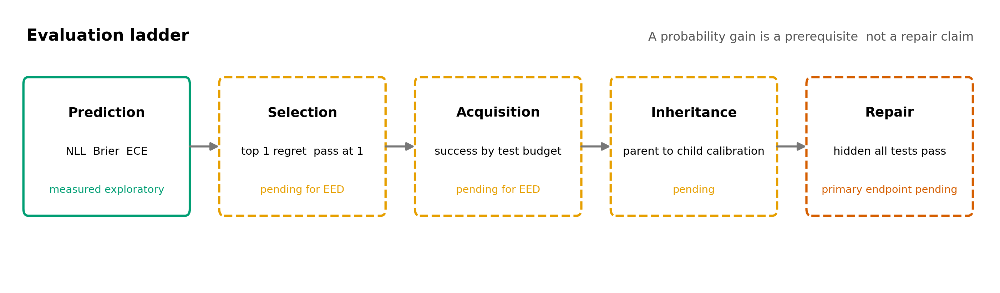 Evaluation ladder
A probability gain is a prerequisite  not a repair claim
Prediction
NLL  Brier  ECE
measured exploratory
Selection
top 1 regret  pass at 1
pending for EED
Acquisition
success by test budget
pending for EED
Inheritance
parent to child calibration
pending
Repair
hidden all tests pass
primary endpoint pending